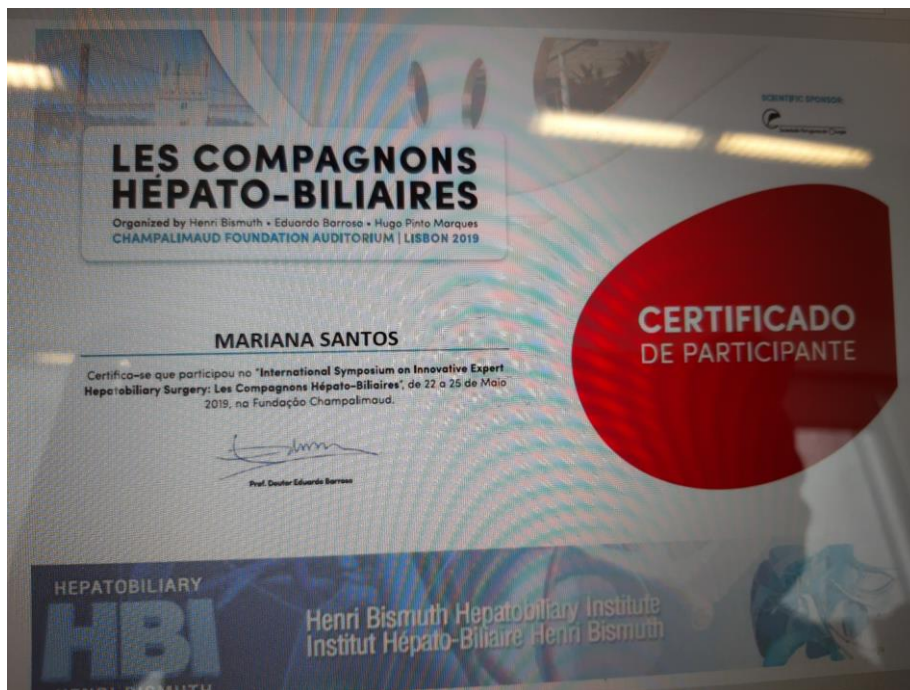 SCIENTIFIC SPONSOR:
LES COMPAGNONS
HÉPATO-BILIAIRES
Organized by Henri Bismuth • Eduardo Barroso • Hugo Pinto Marques
CHAMPALIMAUD FOUNDATION AUDITORIUM | LISBON 2019
CERTIFICADO
DE PARTICIPANTE
MARIANA SANTOS
Certifica-se que participou no "International Symposium on Innovative Expert
Hepatobiliary Surgery: Les Compagnons Hépato-Biliaires", de 22 a 25 de Maio
2019, na Fundação Champalimaud.
Prof. Doutor Eduardo Barroso
HEPATOBILIARY
HBI
HENRI BISMUTH
Henri Bismuth Hepatobiliary Institute
Institut Hépato-Biliaire Henri Bismuth